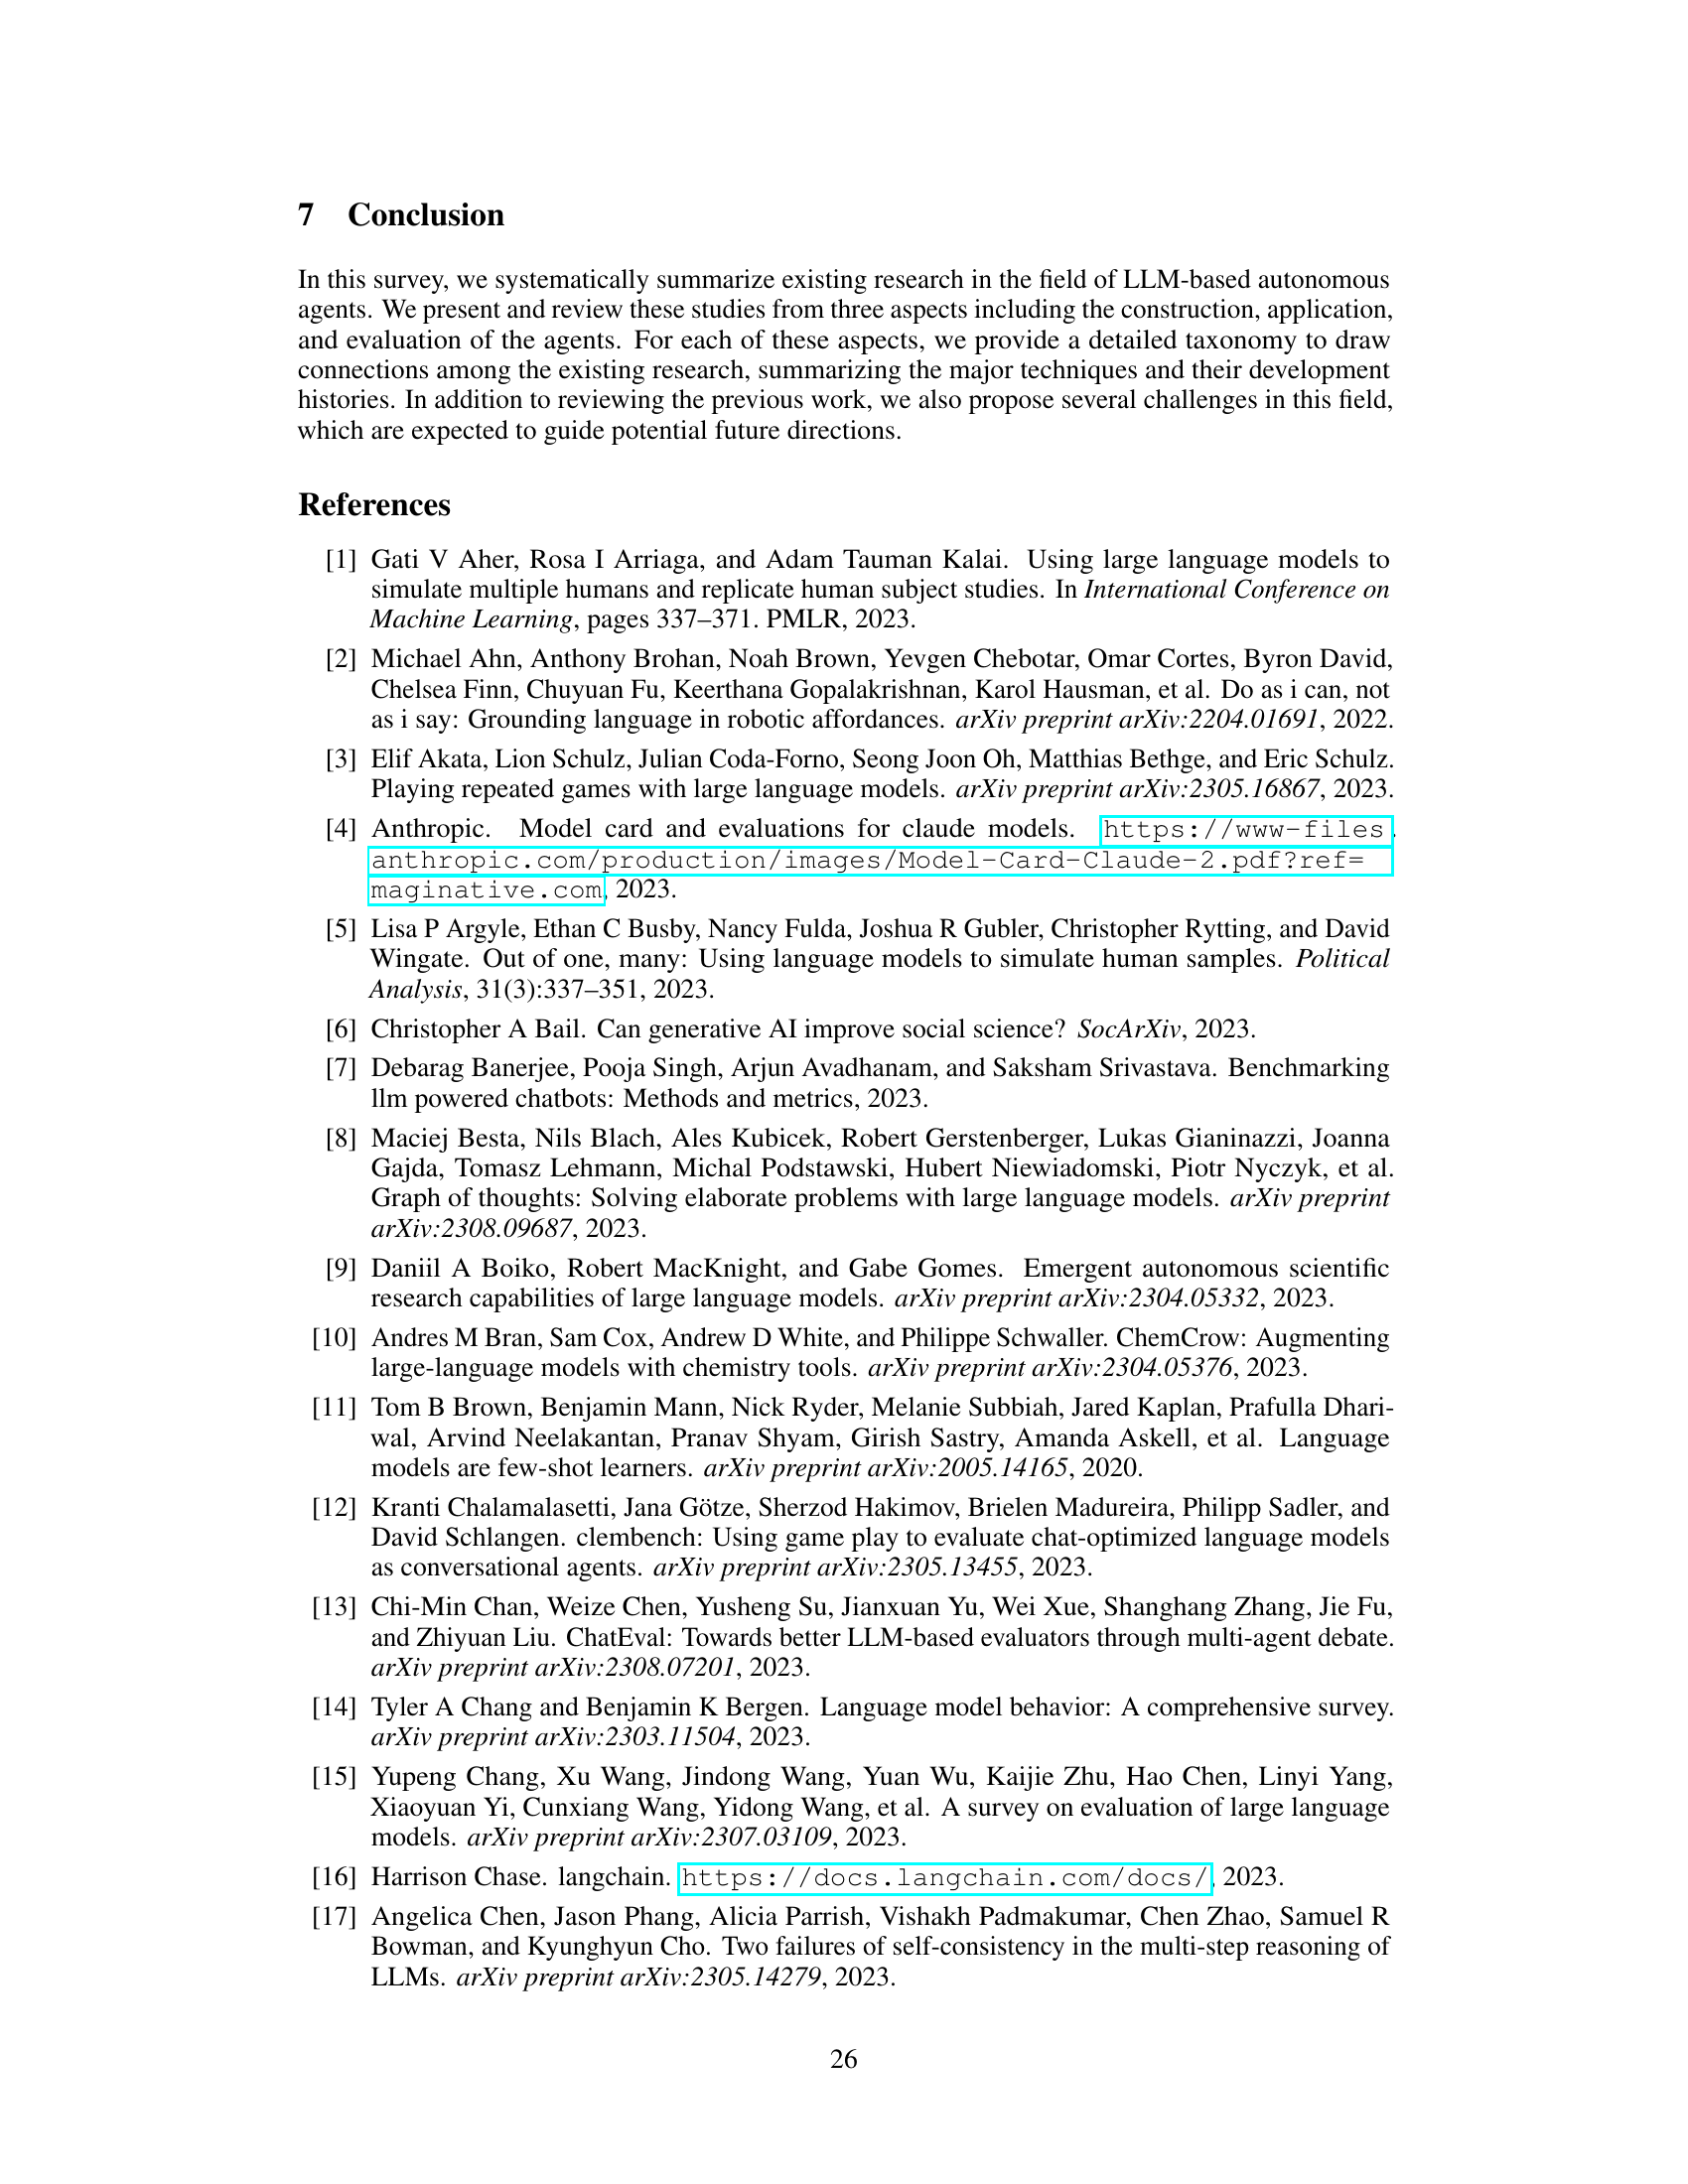 7 Conclusion
In this survey, we systematically summarize existing research in the field of LLM-based autonomous
agents. We present and review these studies from three aspects including the construction, application,
and evaluation of the agents. For each of these aspects, we provide a detailed taxonomy to draw
connections among the existing research, summarizing the major techniques and their development
histories. In addition to reviewing the previous work, we also propose several challenges in this field,
which are expected to guide potential future directions.
References
[1] Gati V Aher, Rosa I Arriaga, and Adam Tauman Kalai. Using large language models to
simulate multiple humans and replicate human subject studies. In International Conference on
Machine Learning, pages 337–371. PMLR, 2023.
[2] Michael Ahn, Anthony Brohan, Noah Brown, Yevgen Chebotar, Omar Cortes, Byron David,
Chelsea Finn, Chuyuan Fu, Keerthana Gopalakrishnan, Karol Hausman, et al. Do as i can, not
as i say: Grounding language in robotic affordances. arXiv preprint arXiv:2204.01691, 2022.
[3] Elif Akata, Lion Schulz, Julian Coda-Forno, Seong Joon Oh, Matthias Bethge, and Eric Schulz.
Playing repeated games with large language models. arXiv preprint arXiv:2305.16867, 2023.
[4] Anthropic. Model card and evaluations for claude models. https://www-files.
anthropic.com/production/images/Model-Card-Claude-2.pdf?ref=
maginative.com, 2023.
[5] Lisa P Argyle, Ethan C Busby, Nancy Fulda, Joshua R Gubler, Christopher Rytting, and David
Wingate. Out of one, many: Using language models to simulate human samples. Political
Analysis, 31(3):337–351, 2023.
[6] Christopher A Bail. Can generative AI improve social science? SocArXiv, 2023.
[7] Debarag Banerjee, Pooja Singh, Arjun Avadhanam, and Saksham Srivastava. Benchmarking
llm powered chatbots: Methods and metrics, 2023.
[8] Maciej Besta, Nils Blach, Ales Kubicek, Robert Gerstenberger, Lukas Gianinazzi, Joanna
Gajda, Tomasz Lehmann, Michal Podstawski, Hubert Niewiadomski, Piotr Nyczyk, et al.
Graph of thoughts: Solving elaborate problems with large language models. arXiv preprint
arXiv:2308.09687, 2023.
[9] Daniil A Boiko, Robert MacKnight, and Gabe Gomes. Emergent autonomous scientific
research capabilities of large language models. arXiv preprint arXiv:2304.05332, 2023.
[10] Andres M Bran, Sam Cox, Andrew D White, and Philippe Schwaller. ChemCrow: Augmenting
large-language models with chemistry tools. arXiv preprint arXiv:2304.05376, 2023.
[11] Tom B Brown, Benjamin Mann, Nick Ryder, Melanie Subbiah, Jared Kaplan, Prafulla Dhari-
wal, Arvind Neelakantan, Pranav Shyam, Girish Sastry, Amanda Askell, et al. Language
models are few-shot learners. arXiv preprint arXiv:2005.14165, 2020.
[12] Kranti Chalamalasetti, Jana Götze, Sherzod Hakimov, Brielen Madureira, Philipp Sadler, and
David Schlangen. clembench: Using game play to evaluate chat-optimized language models
as conversational agents. arXiv preprint arXiv:2305.13455, 2023.
[13] Chi-Min Chan, Weize Chen, Yusheng Su, Jianxuan Yu, Wei Xue, Shanghang Zhang, Jie Fu,
and Zhiyuan Liu. ChatEval: Towards better LLM-based evaluators through multi-agent debate.
arXiv preprint arXiv:2308.07201, 2023.
[14] Tyler A Chang and Benjamin K Bergen. Language model behavior: A comprehensive survey.
arXiv preprint arXiv:2303.11504, 2023.
[15] Yupeng Chang, Xu Wang, Jindong Wang, Yuan Wu, Kaijie Zhu, Hao Chen, Linyi Yang,
Xiaoyuan Yi, Cunxiang Wang, Yidong Wang, et al. A survey on evaluation of large language
models. arXiv preprint arXiv:2307.03109, 2023.
[16] Harrison Chase. langchain. https://docs.langchain.com/docs/, 2023.
[17] Angelica Chen, Jason Phang, Alicia Parrish, Vishakh Padmakumar, Chen Zhao, Samuel R
Bowman, and Kyunghyun Cho. Two failures of self-consistency in the multi-step reasoning of
LLMs. arXiv preprint arXiv:2305.14279, 2023.
26